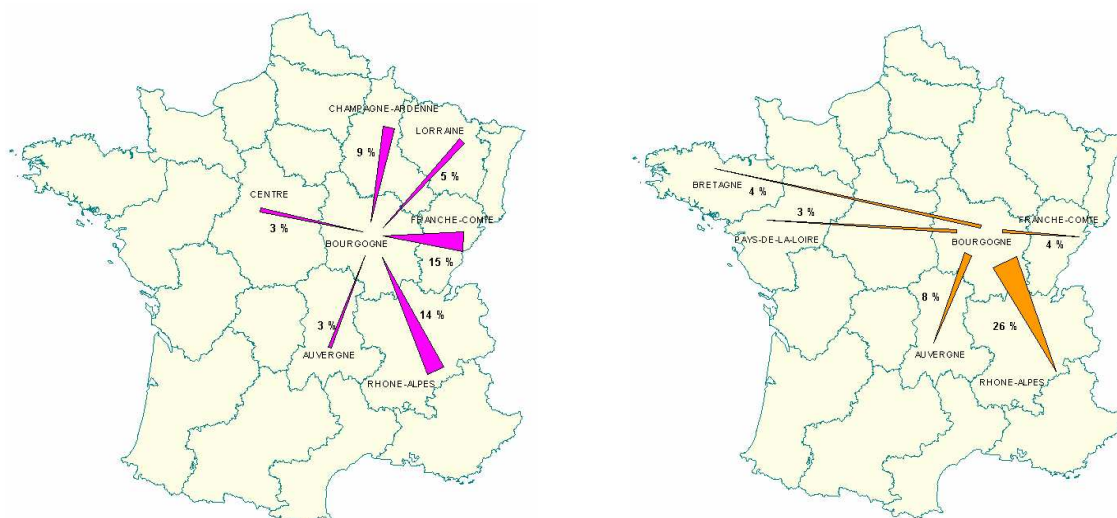 CHAMPAGNE-ARDENNE
LORRAINE
9 %
5 %
CENTRE
3 %
FRANCHE-COMTE
BOURGOGNE
15 %
14 %
3 %
AUVERGNE
RHONE-ALPES
BRETAGNE
4 %
3 %
FRANCHE-COMTE
PAYS-DE-LA-LOIRE
BOURGOGNE
4 %
8 %
26 %
AUVERGNE
RHONE-ALPES